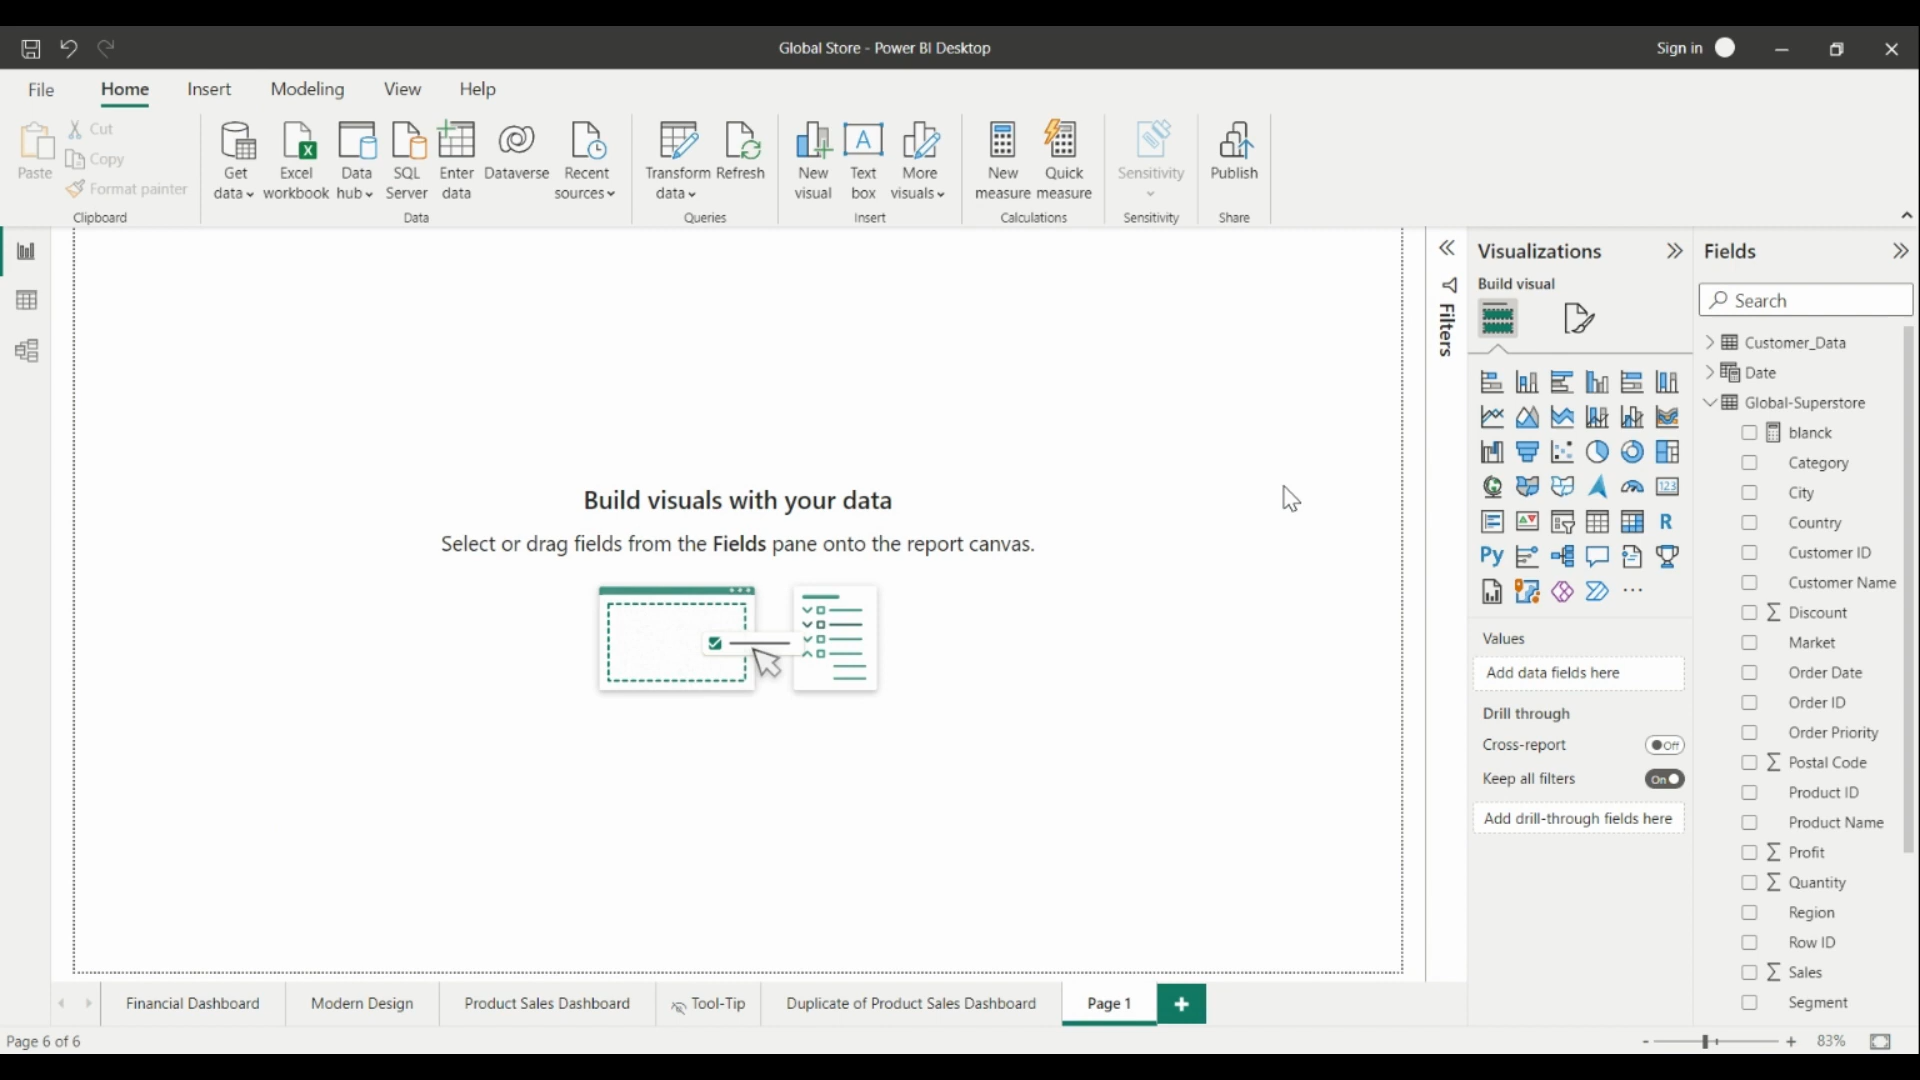 Global Store - Power BI Desktop
Sign in
File Home Insert Modeling View Help
Paste
Cut
Copy
Format painter
Clipboard
Get data
Excel workbook
Data hub
SQL Server
Enter data
Dataverse
Recent sources
Data
Transform data
Refresh
Queries
New visual
Text box
More visuals
Insert
New measure
Quick measure
Calculations
Sensitivity
Sensitivity
Publish
Share
Build visuals with your data
Select or drag fields from the Fields pane onto the report canvas.
Filters
Visualizations
Build visual
123
R
Py
Values
Add data fields here
Drill through
Cross-report Off
Keep all filters On
Add drill-through fields here
Fields
Search
Customer_Data
Date
Global-Superstore
blanck
Category
City
Country
Customer ID
Customer Name
∑ Discount
Market
Order Date
Order ID
Order Priority
∑ Postal Code
Product ID
Product Name
∑ Profit
∑ Quantity
Region
Row ID
∑ Sales
Segment
Financial Dashboard
Modern Design
Product Sales Dashboard
Tool-Tip
Duplicate of Product Sales Dashboard
Page 1
+
Page 6 of 6
- + 83%